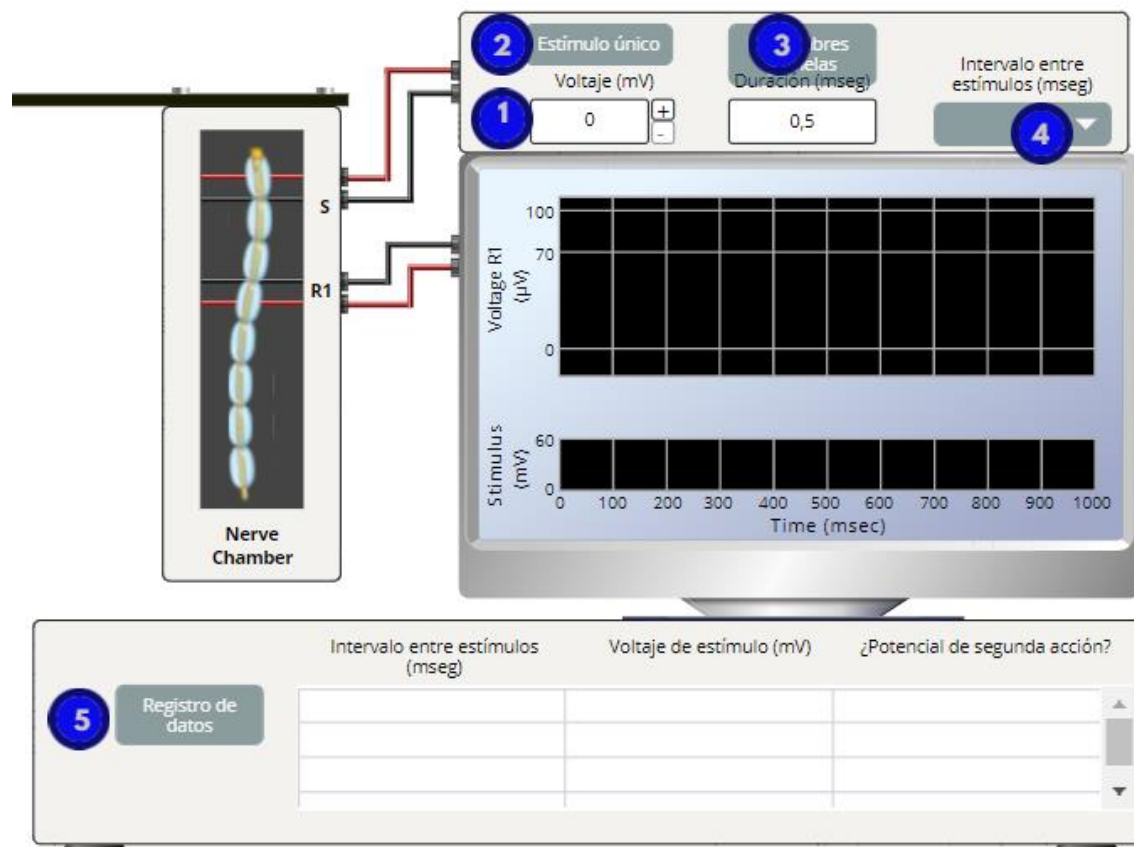 2
Estímulo único
3
Voltaje (mV)
Duración (mseg)
Intervalo entre
estímulos (mseg)
1
0
+
-
0,5
4
S
R1
Nerve
Chamber
Voltage R1
(µV)
100
70
0
Stimulus
(mV)
60
0
0 100 200 300 400 500 600 700 800 900 1000
Time (msec)
5
Registro de
datos
Intervalo entre estímulos
(mseg)
Voltaje de estímulo (mV)
¿Potencial de segunda acción?